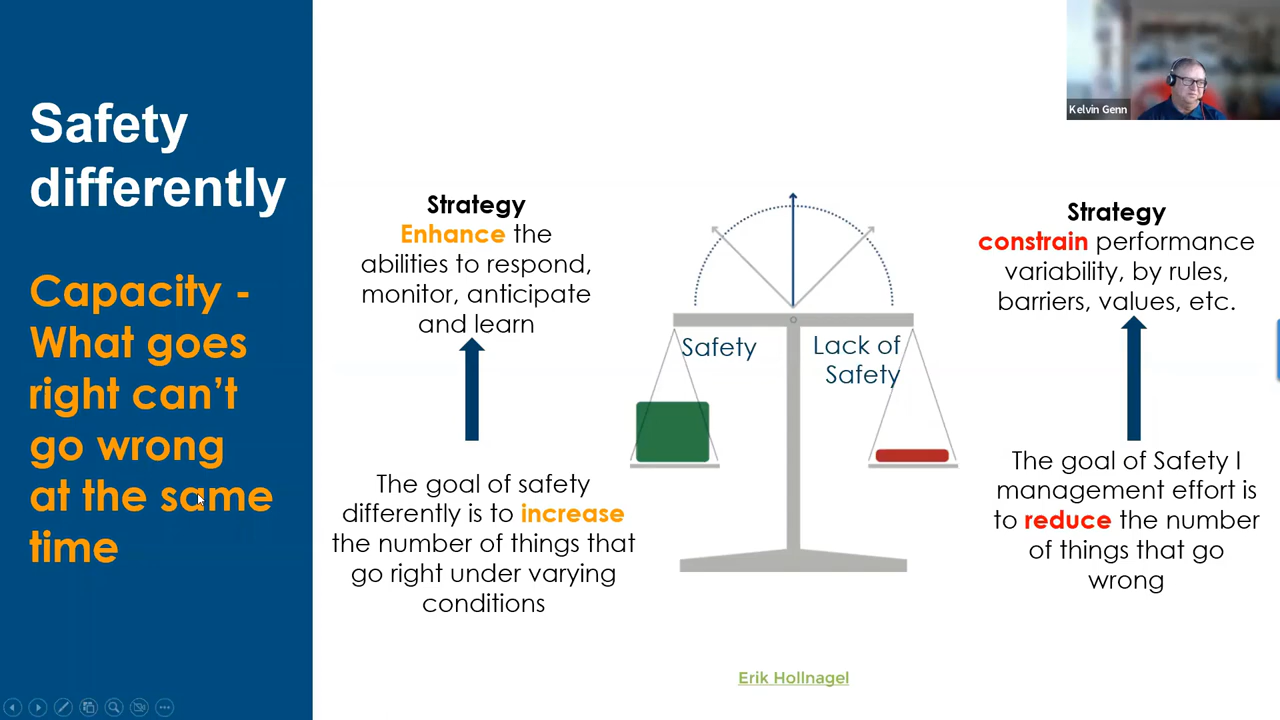 Safety
differently
Capacity -
What goes
right can't
go wrong
at the same
time
Strategy
Enhance the
abilities to respond,
monitor, anticipate
and learn
The goal of safety
differently is to increase
the number of things that
go right under varying
conditions
Safety
Lack of
Safety
Erik Hollnagel
Strategy
constrain performance
variability, by rules,
barriers, values, etc.
The goal of Safety I
management effort is
to reduce the number
of things that go
wrong
Kelvin Genn